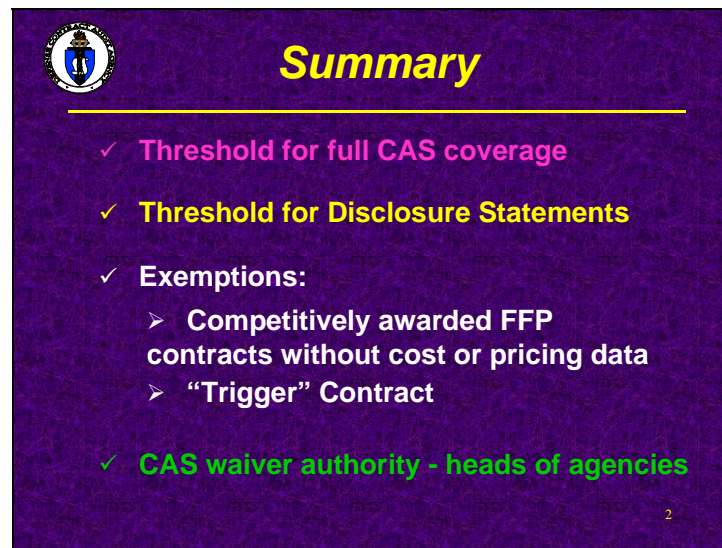 Summary
✓ Threshold for full CAS coverage
✓ Threshold for Disclosure Statements
✓ Exemptions:
➢ Competitively awarded FFP
contracts without cost or pricing data
➢ “Trigger” Contract
✓ CAS waiver authority - heads of agencies
2